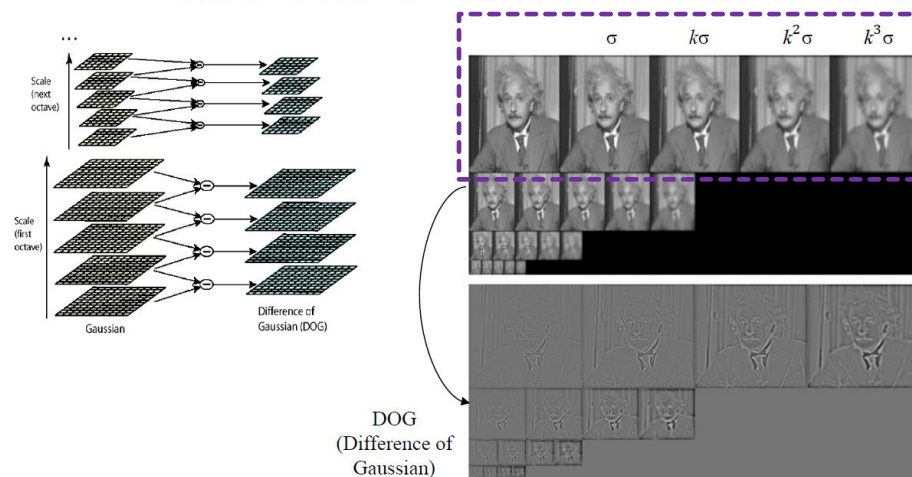 ...
Scale
(next
octave)
Scale
(first
octave)
Gaussian
Difference of
Gaussian (DOG)
σ kσ k²σ k³σ
DOG
(Difference of
Gaussian)